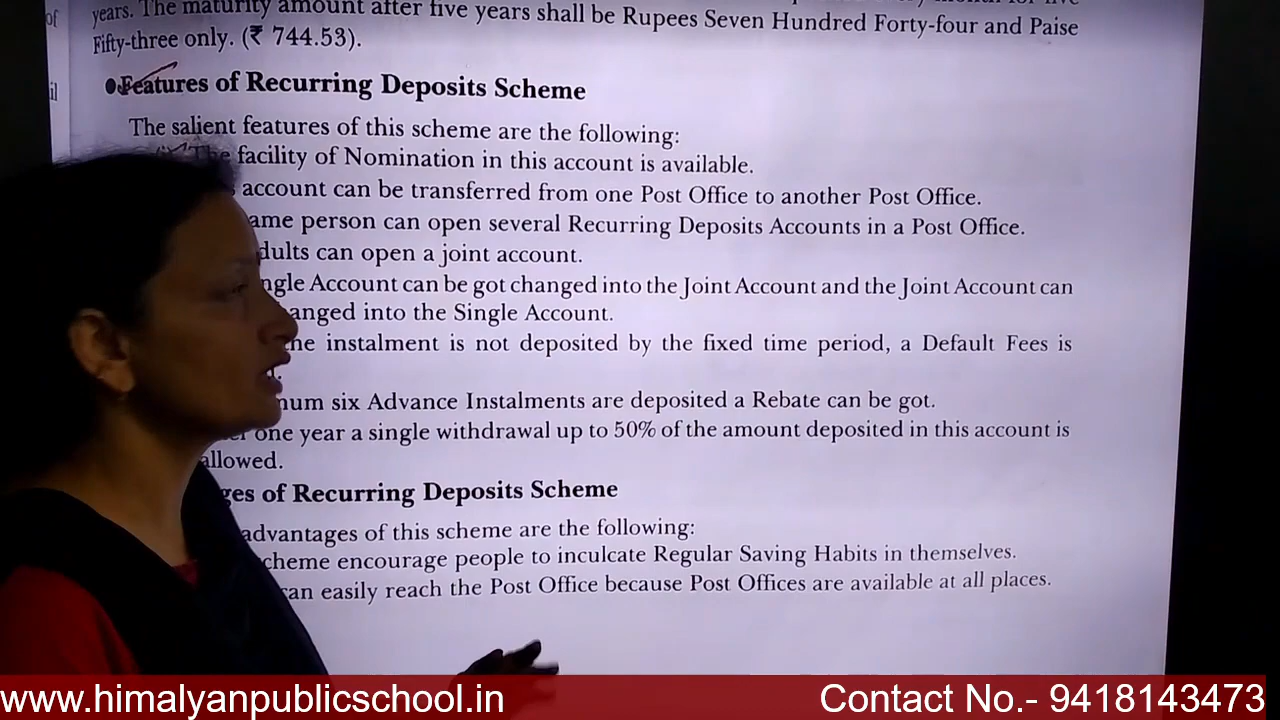 years. The maturity amount after five years shall be Rupees Seven Hundred Forty-four and Paise
Fifty-three only. (₹ 744.53).
Features of Recurring Deposits Scheme
The salient features of this scheme are the following:
The facility of Nomination in this account is available.
account can be transferred from one Post Office to another Post Office.
ame person can open several Recurring Deposits Accounts in a Post Office.
dults can open a joint account.
ngle Account can be got changed into the Joint Account and the Joint Account can
anged into the Single Account.
he instalment is not deposited by the fixed time period, a Default Fees is
num six Advance Instalments are deposited a Rebate can be got.
one year a single withdrawal up to 50% of the amount deposited in this account is
allowed.
ges of Recurring Deposits Scheme
advantages of this scheme are the following:
cheme encourage people to inculcate Regular Saving Habits in themselves.
can easily reach the Post Office because Post Offices are available at all places.
www.himalyanpublicschool.in
Contact No.- 9418143473